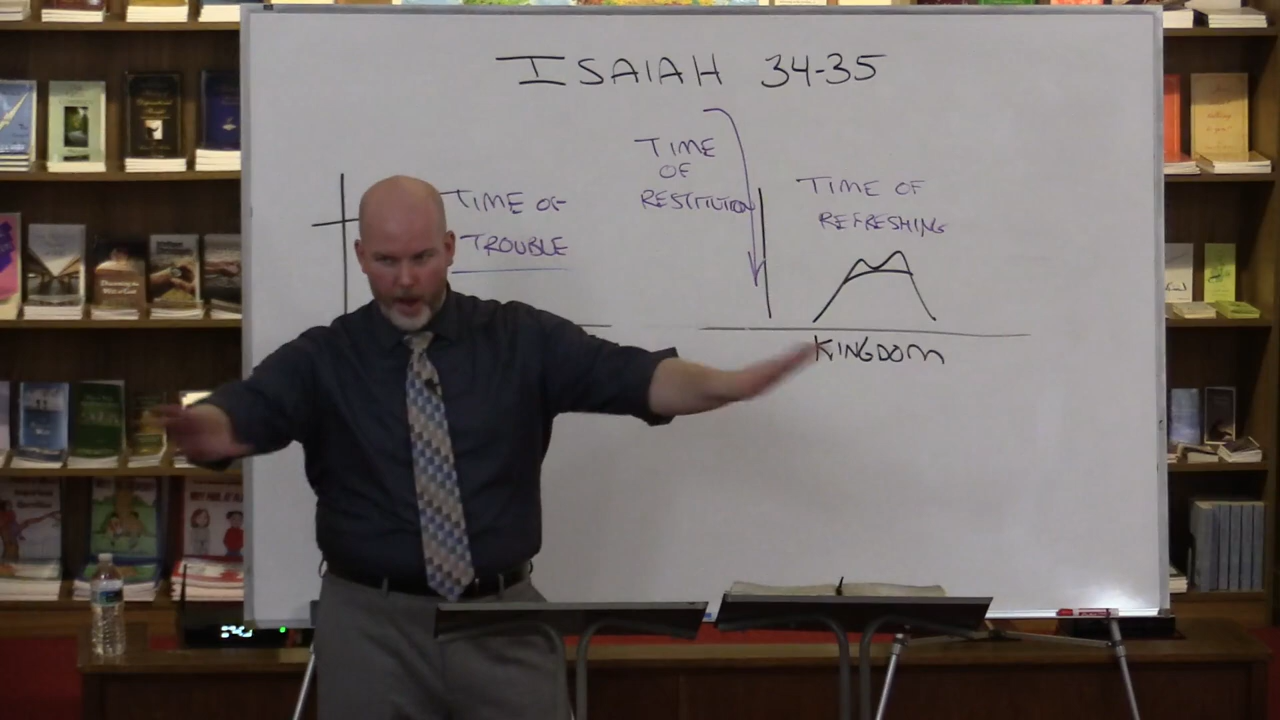 ISAIAH 34-35
TIME OF
TROUBLE
TIME
OF
RESTITUTION
TIME OF
REFRESHING
KINGDOM